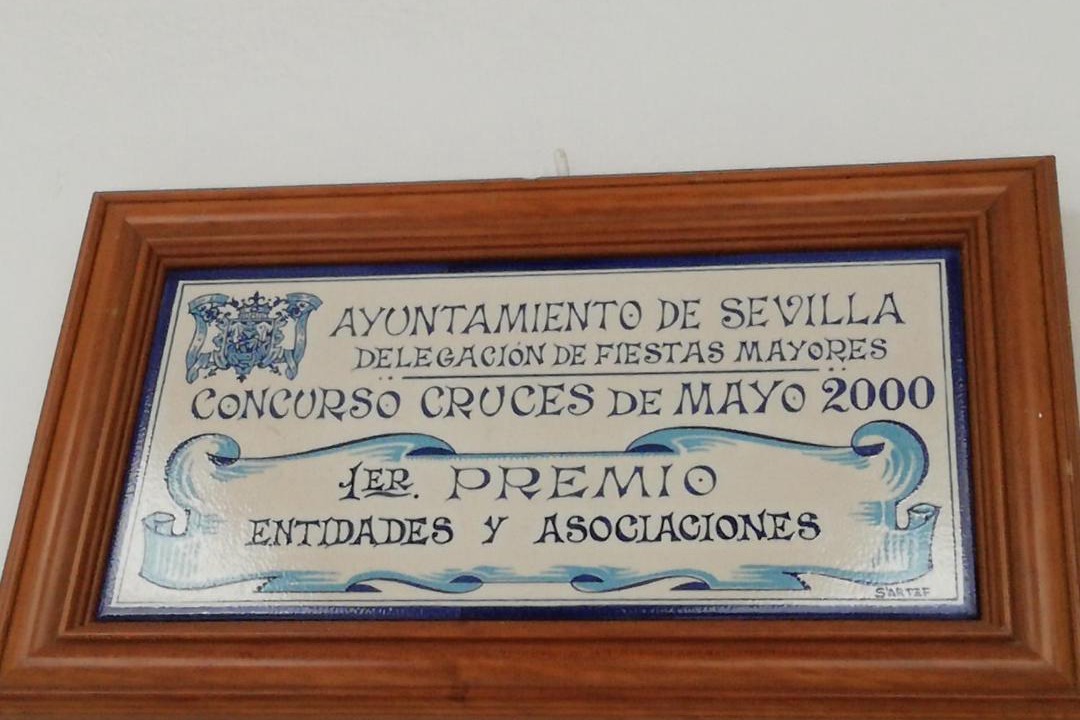 AYUNTAMIENTO DE SEVILLA
DELEGACIÓN DE FIESTAS MAYORES
CONCURSO CRUCES DE MAYO 2000
1ER. PREMIO
ENTIDADES Y ASOCIACIONES